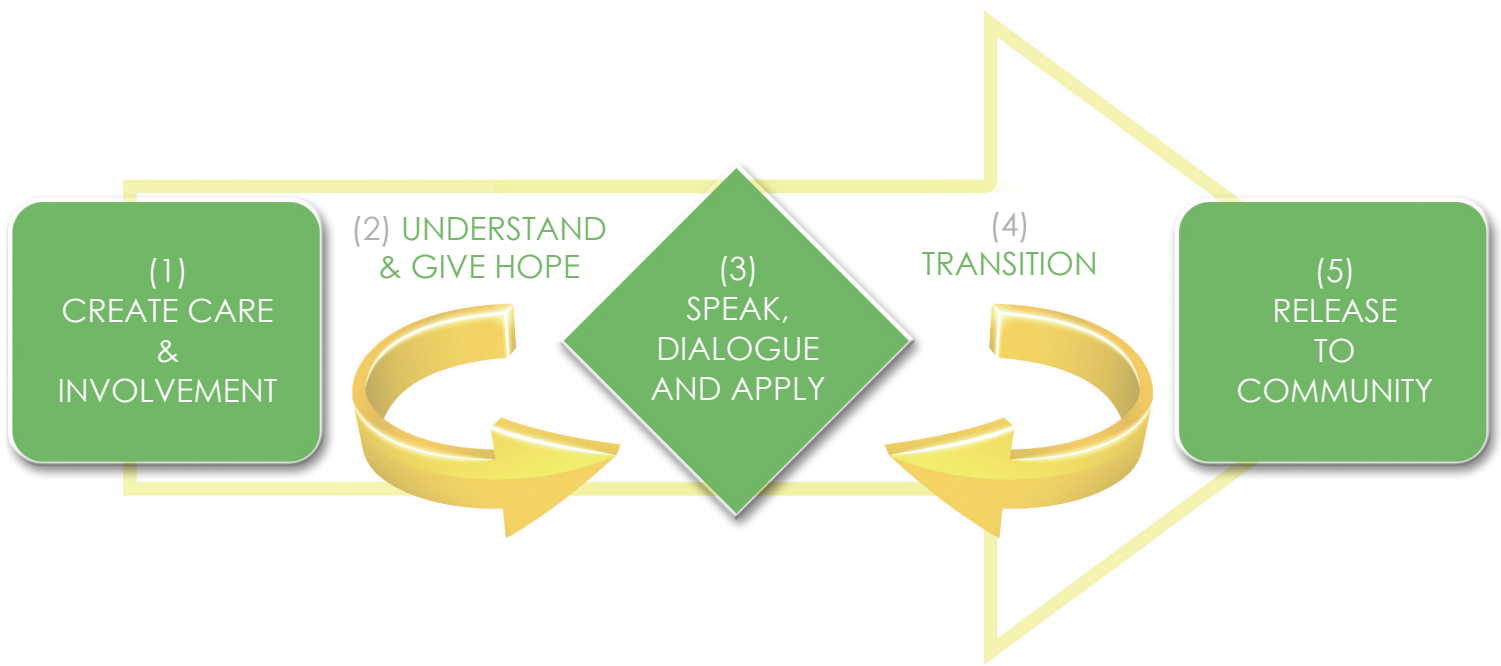 (1)
CREATE CARE
&
INVOLVEMENT
(2) UNDERSTAND
& GIVE HOPE
(3)
SPEAK,
DIALOGUE
AND APPLY
(4)
TRANSITION
(5)
RELEASE
TO
COMMUNITY